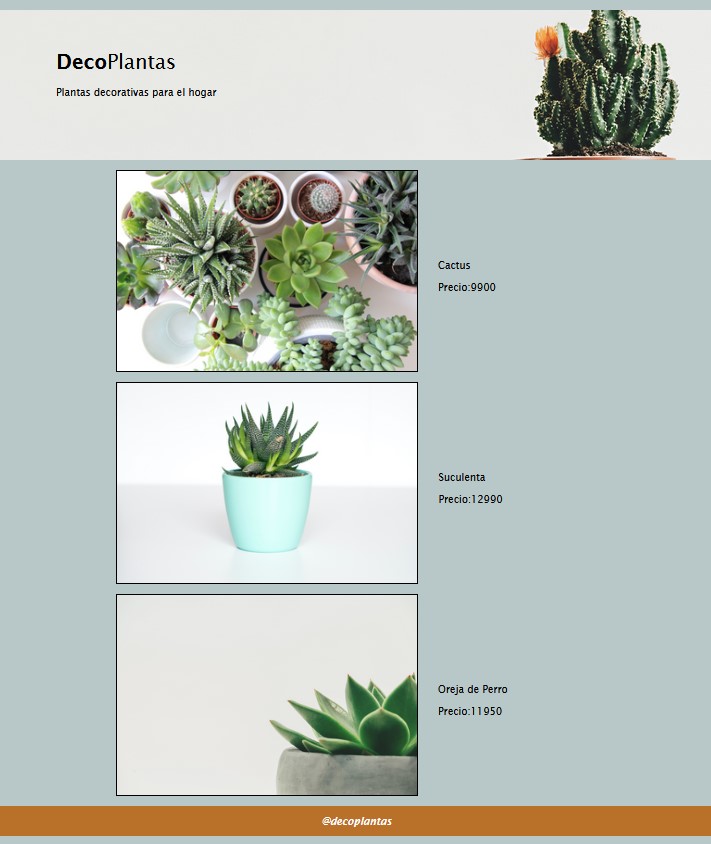 DecoPlantas
Plantas decorativas para el hogar
Cactus
Precio:9900
Suculenta
Precio:12990
Oreja de Perro
Precio:11950
@decoplantas